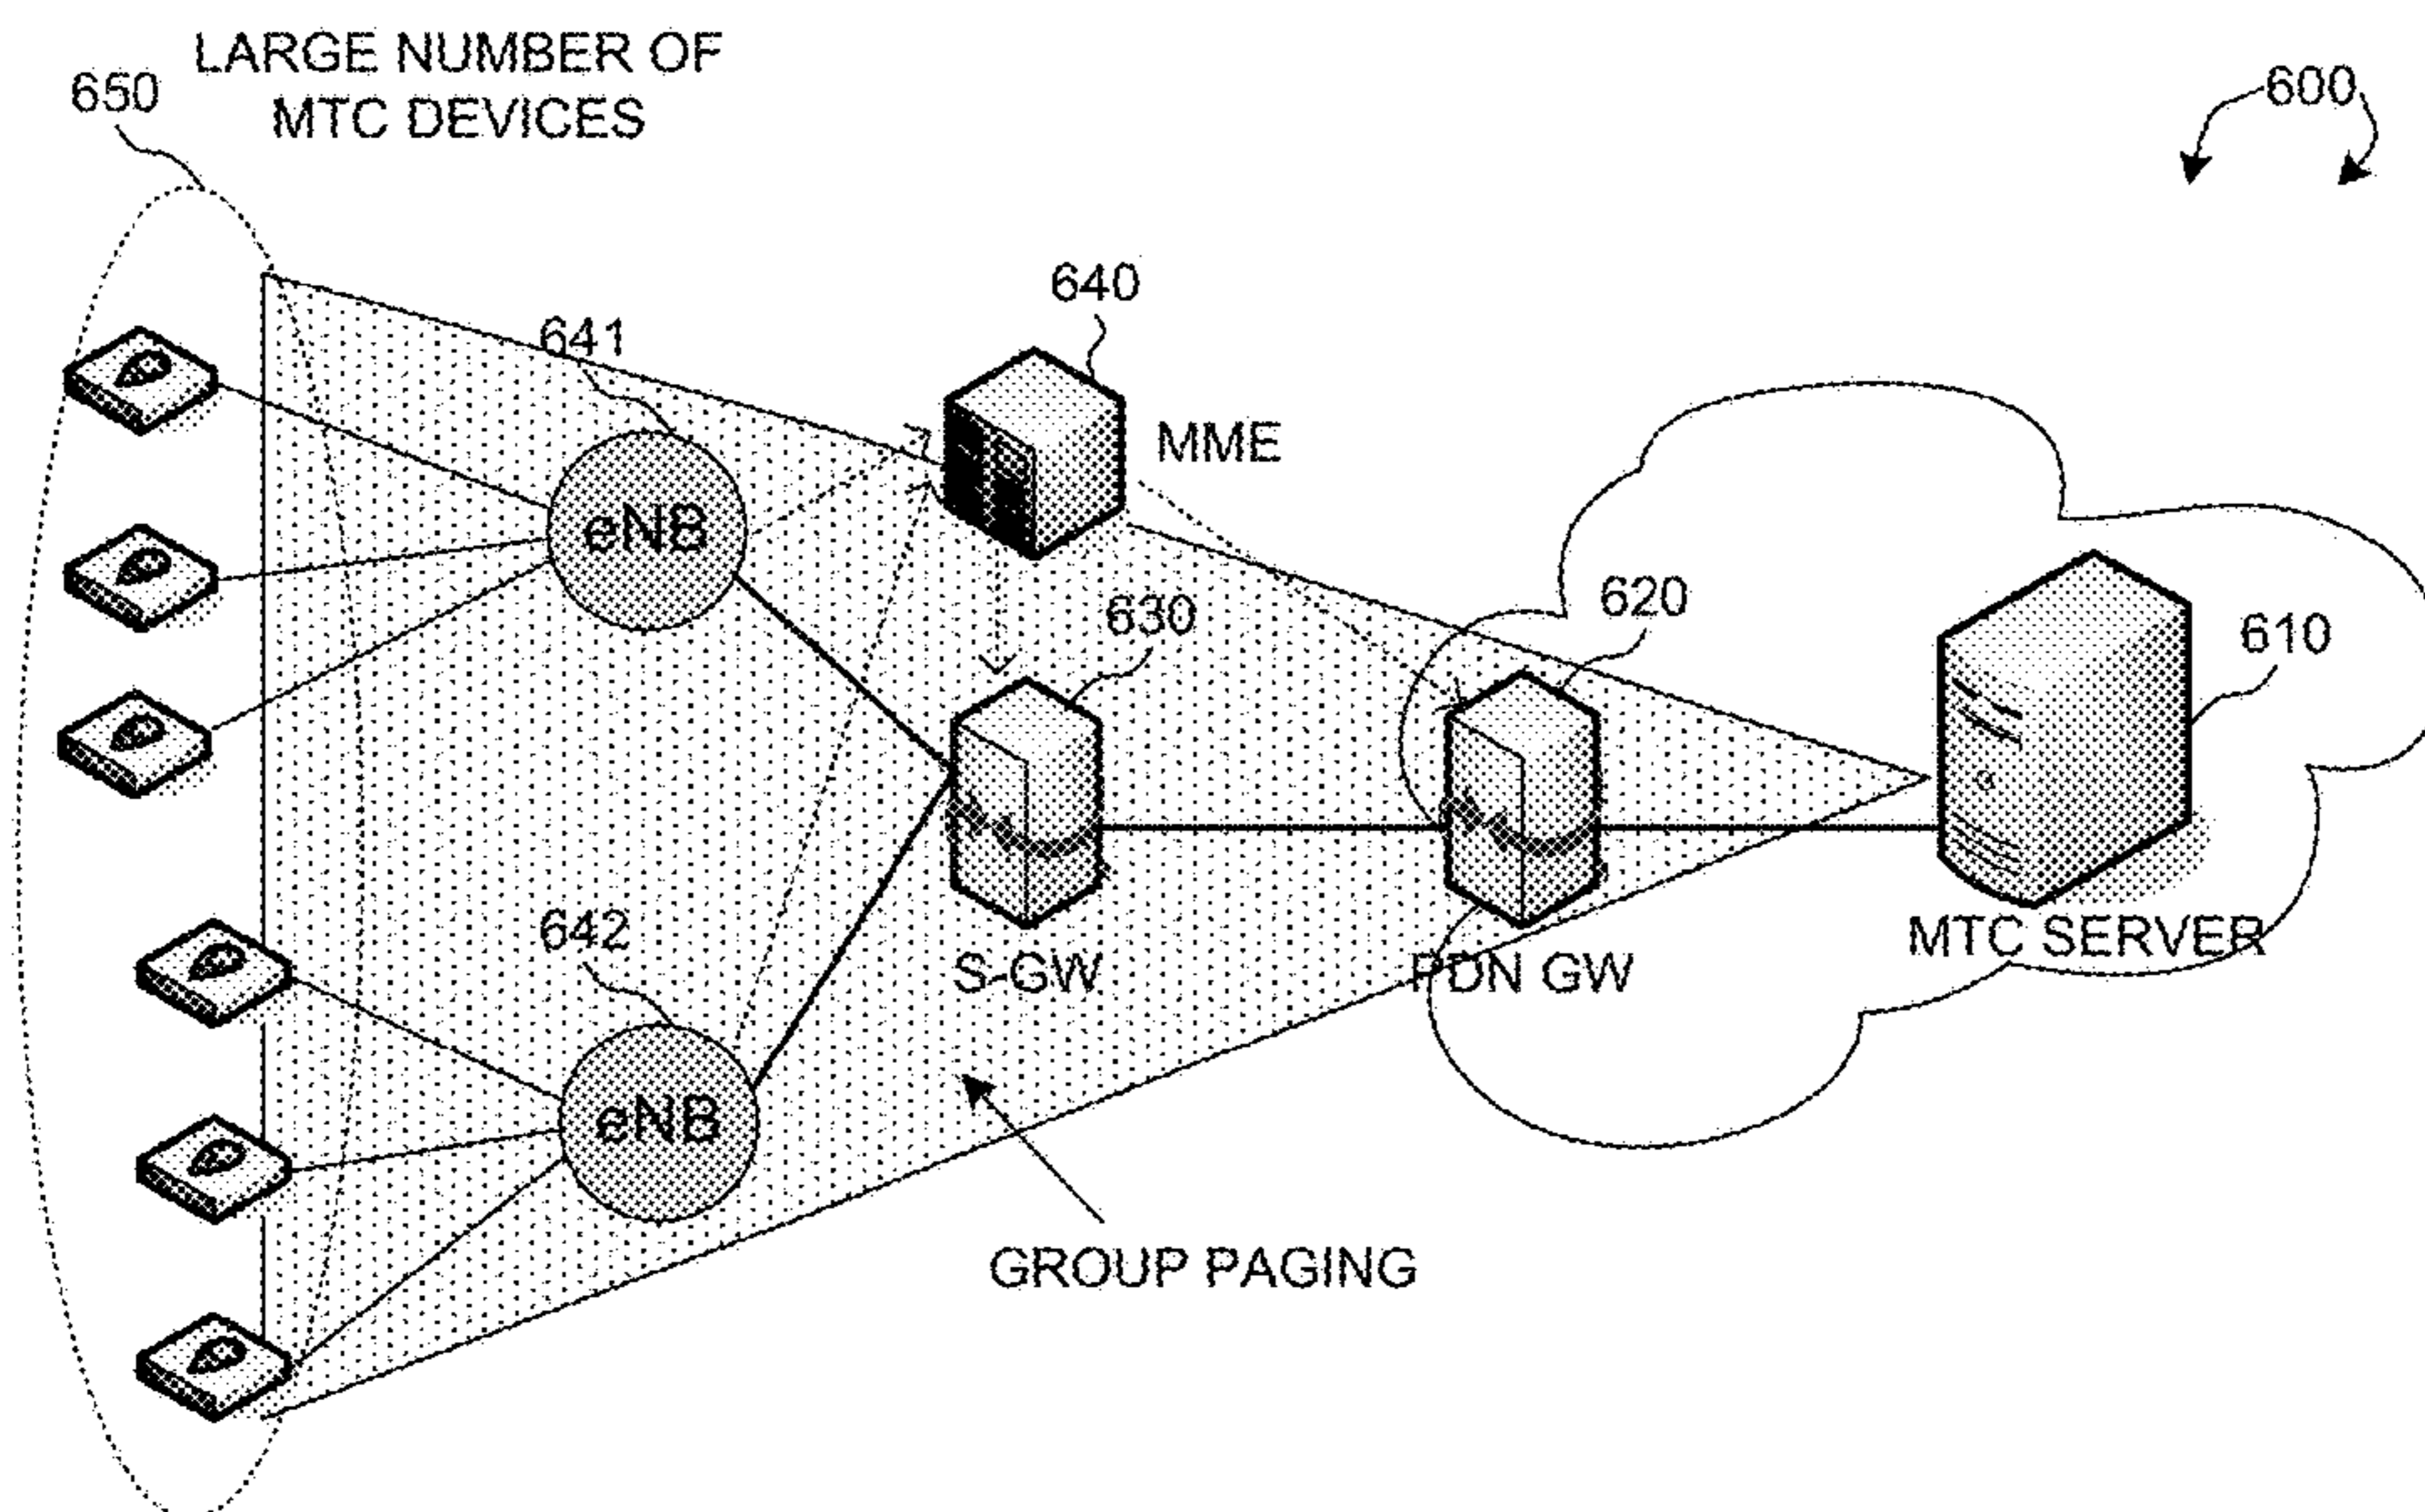 LARGE NUMBER OF
MTC DEVICES
650
600
640
641
MME
eNB
630
620
610
642
S-GW
PDN GW
MTC SERVER
eNB
GROUP PAGING